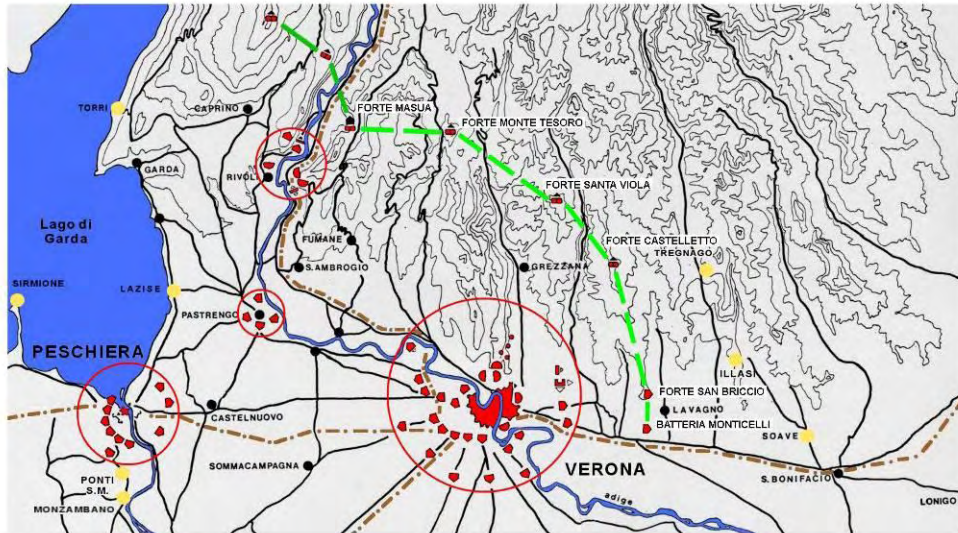 FORTE MASUA
TORRI
CAPRINO
FORTE MONTE TESORO
GARDA
RIVOLI
FORTE SANTA VIOLA
Lago di
Garda
FUMANE
FORTE CASTELLETTO
TREGNAGO
S.AMBROGIO
GREZZANA
SIRMIONE
LAZISE
PASTRENGO
PESCHIERA
ILLASI
FORTE SAN BRICCIO
CASTELNUOVO
LAVAGNO
BATTERIA MONTICELLI
SOAVE
SOMMACAMPAGNA
VERONA
PONTI
S.M.
S.BONIFACIO
MONZAMBANO
adige
LONIGO